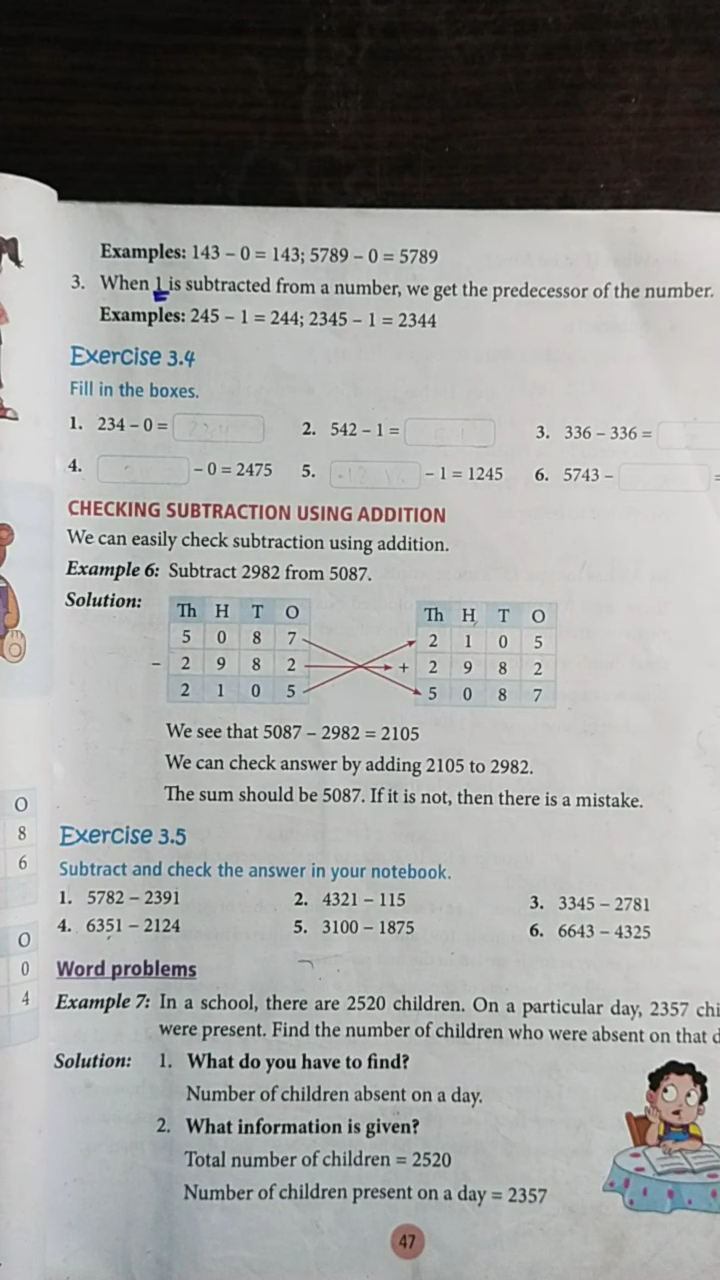 Examples: 143 – 0 = 143; 5789 – 0 = 5789
3. When 1 is subtracted from a number, we get the predecessor of the number.
Examples: 245 – 1 = 244; 2345 – 1 = 2344
Exercise 3.4
Fill in the boxes.
1. 234 – 0 = 2. 542 – 1 = 3. 336 – 336 =
4. – 0 = 2475 5. – 1 = 1245 6. 5743 – =
CHECKING SUBTRACTION USING ADDITION
We can easily check subtraction using addition.
Example 6: Subtract 2982 from 5087.
Solution:
Th H T O
5 0 8 7
– 2 9 8 2
2 1 0 5
Th H T O
2 1 0 5
+ 2 9 8 2
5 0 8 7
We see that 5087 – 2982 = 2105
We can check answer by adding 2105 to 2982.
The sum should be 5087. If it is not, then there is a mistake.
Exercise 3.5
Subtract and check the answer in your notebook.
1. 5782 – 2391 2. 4321 – 115 3. 3345 – 2781
4. 6351 – 2124 5. 3100 – 1875 6. 6643 – 4325
Word problems
Example 7: In a school, there are 2520 children. On a particular day, 2357 chi
were present. Find the number of children who were absent on that d
Solution: 1. What do you have to find?
Number of children absent on a day.
2. What information is given?
Total number of children = 2520
Number of children present on a day = 2357
47
O
8
6
O
0
4